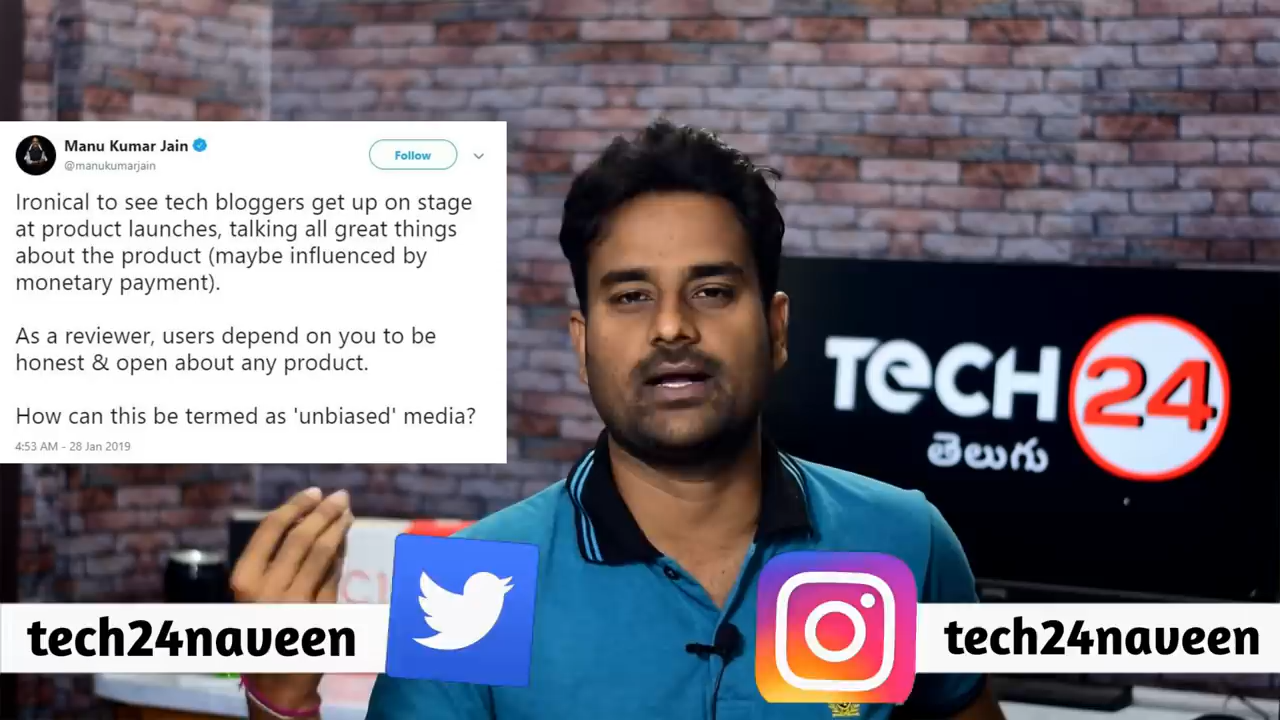 Manu Kumar Jain
@manukumarjain
Follow
Ironical to see tech bloggers get up on stage
at product launches, talking all great things
about the product (maybe influenced by
monetary payment).
As a reviewer, users depend on you to be
honest & open about any product.
How can this be termed as 'unbiased' media?
4:53 AM - 28 Jan 2019
TECH 24
తెలుగు
tech24naveen
tech24naveen